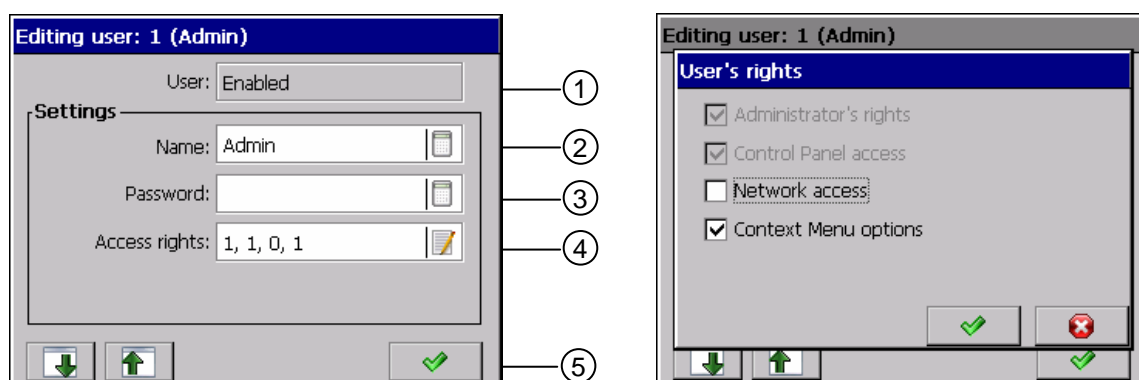 Editing user: 1 (Admin)
User: Enabled
1
Settings
Name: Admin
2
Password:
3
Access rights: 1, 1, 0, 1
4
5
Editing user: 1 (Admin)
User's rights
Administrator's rights
Control Panel access
Network access
Context Menu options